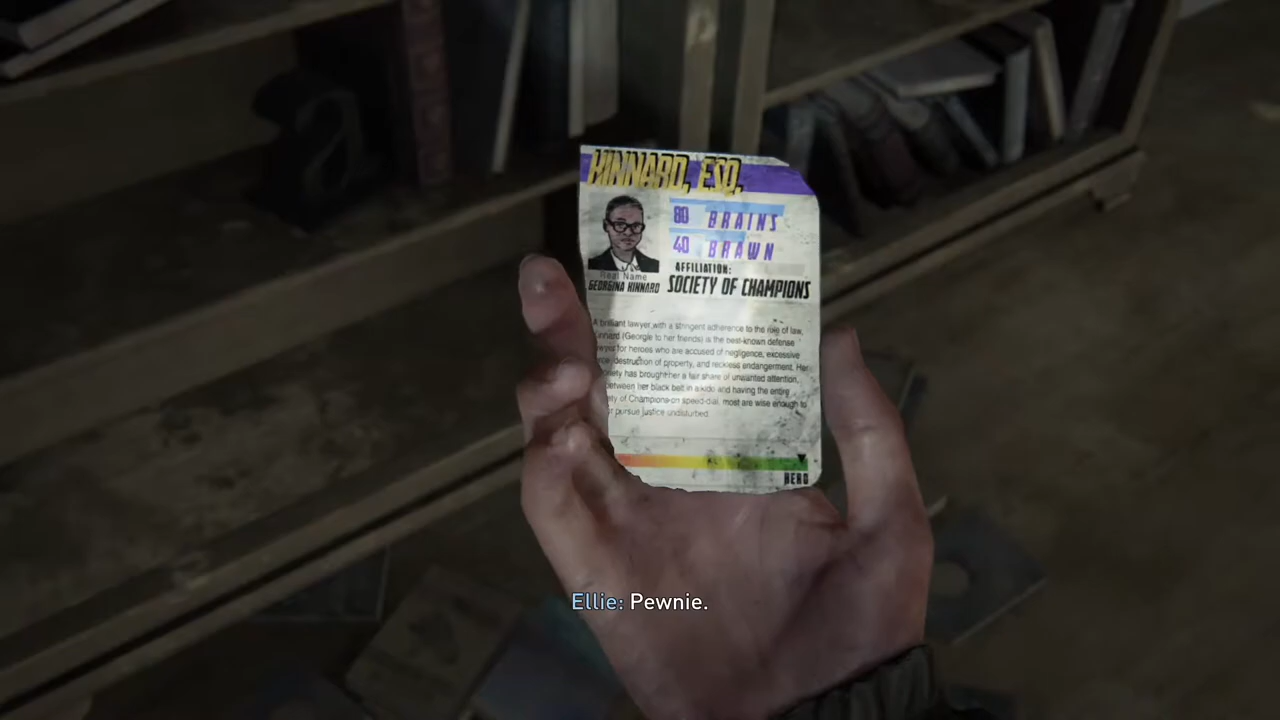 KINNARD, ESQ.
80 BRAINS
40 BRAWN
Real Name
GEORGINA KINNARD
AFFILIATION:
SOCIETY OF CHAMPIONS
A brilliant lawyer with a stringent adherence to the rule of law,
Kinnard (Georgie to her friends) is the best-known defense
lawyer for heroes who are accused of negligence, excessive
destruction of property, and reckless endangerment. Her
has brought her a fair share of unwanted attention,
between her black belt in aikido and having the entire
of Champions on speed-dial, most are wise enough to
pursue justice undisturbed.
HERO
Ellie: Pewnie.